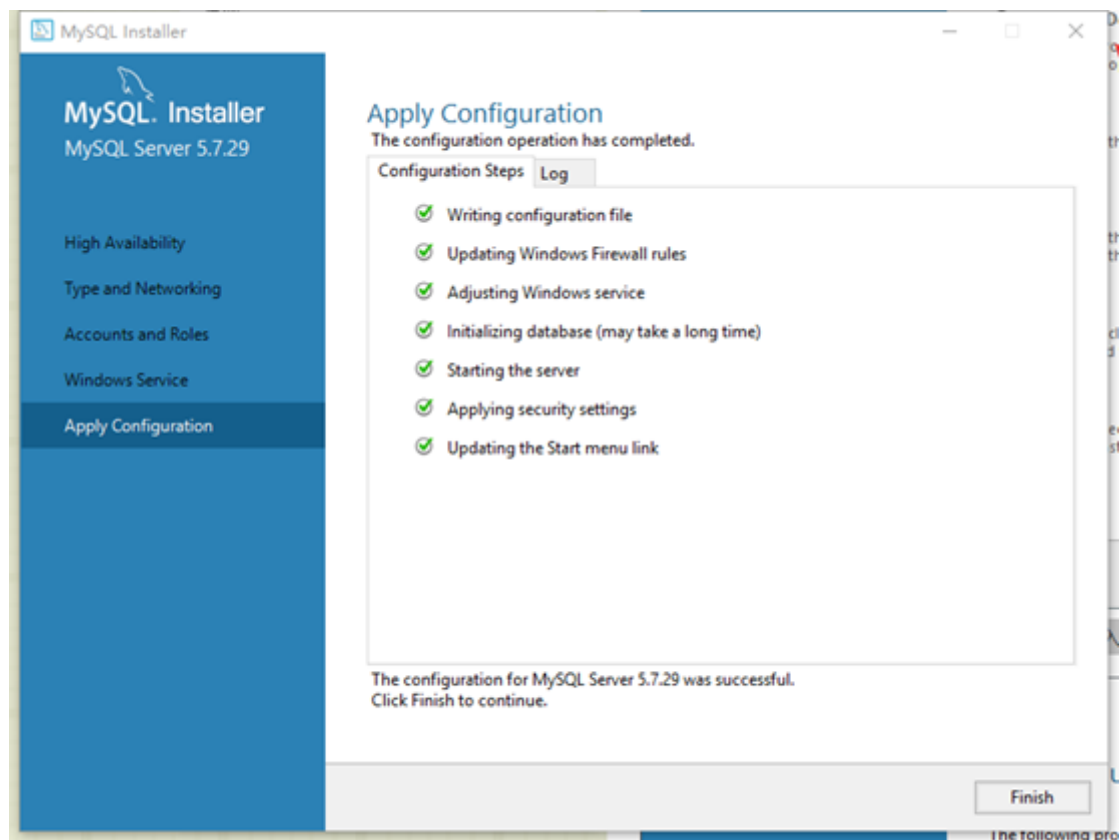 MySQL Installer
MySQL. Installer
MySQL Server 5.7.29
High Availability
Type and Networking
Accounts and Roles
Windows Service
Apply Configuration
Apply Configuration
The configuration operation has completed.
Configuration Steps
Log
Writing configuration file
Updating Windows Firewall rules
Adjusting Windows service
Initializing database (may take a long time)
Starting the server
Applying security settings
Updating the Start menu link
The configuration for MySQL Server 5.7.29 was successful.
Click Finish to continue.
Finish
The following